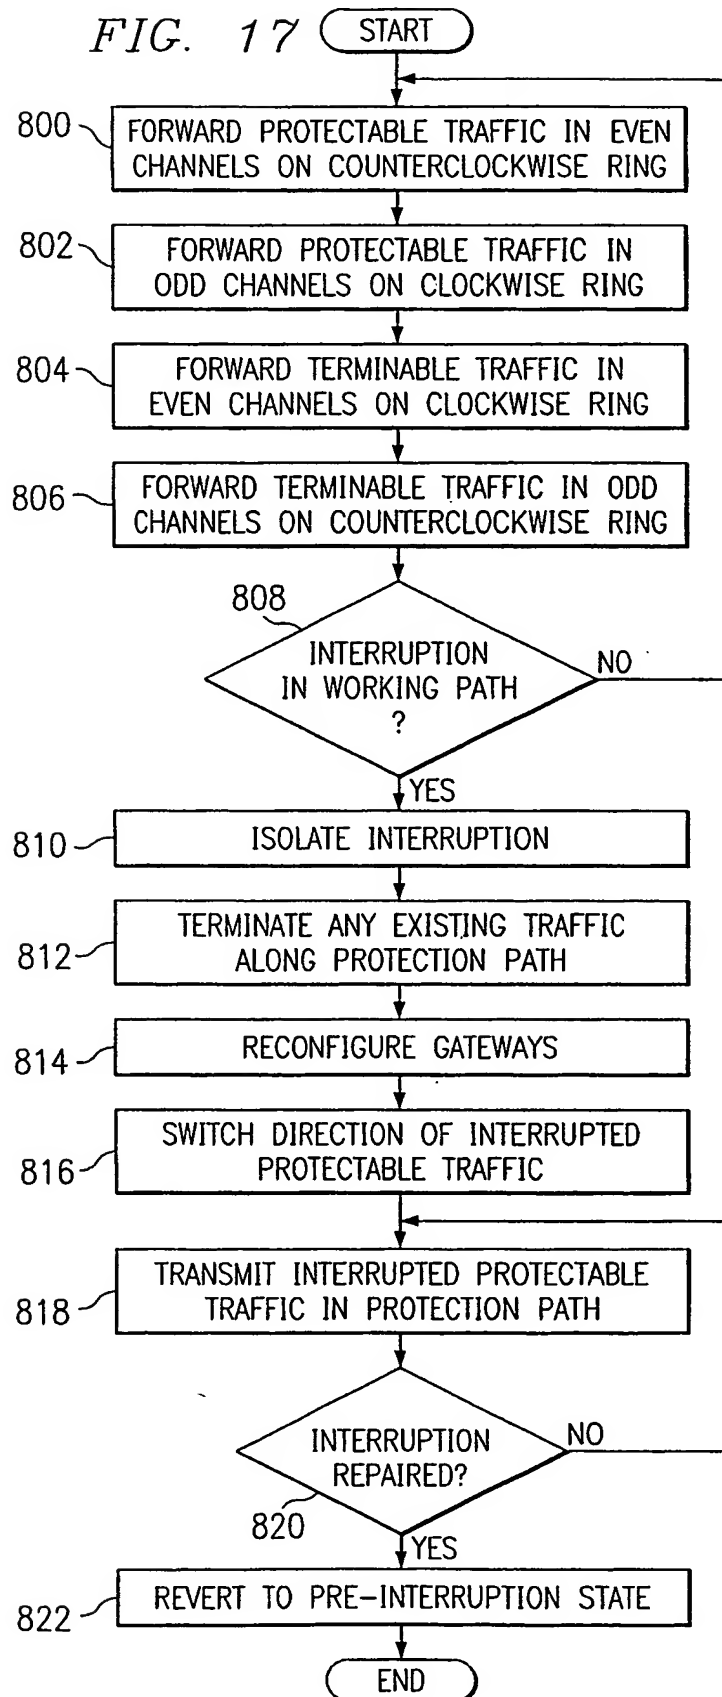 FIG. 17
START
800
FORWARD PROTECTABLE TRAFFIC IN EVEN
CHANNELS ON COUNTERCLOCKWISE RING
802
FORWARD PROTECTABLE TRAFFIC IN
ODD CHANNELS ON CLOCKWISE RING
804
FORWARD TERMINABLE TRAFFIC IN
EVEN CHANNELS ON CLOCKWISE RING
806
FORWARD TERMINABLE TRAFFIC IN ODD
CHANNELS ON COUNTERCLOCKWISE RING
808
INTERRUPTION
IN WORKING PATH
?
NO
YES
810
ISOLATE INTERRUPTION
812
TERMINATE ANY EXISTING TRAFFIC
ALONG PROTECTION PATH
814
RECONFIGURE GATEWAYS
816
SWITCH DIRECTION OF INTERRUPTED
PROTECTABLE TRAFFIC
818
TRANSMIT INTERRUPTED PROTECTABLE
TRAFFIC IN PROTECTION PATH
INTERRUPTION
REPAIRED?
NO
820
YES
822
REVERT TO PRE-INTERRUPTION STATE
END